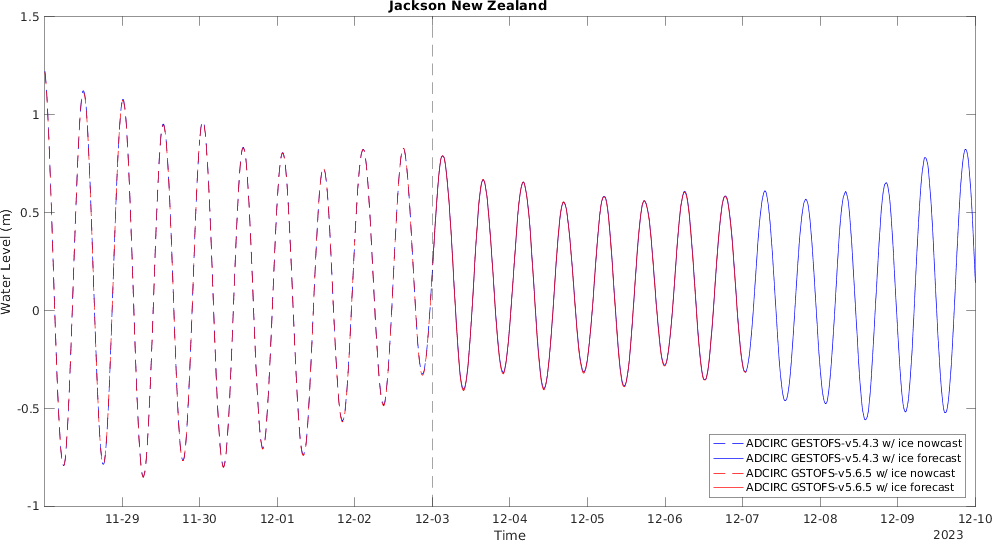 Jackson New Zealand
1.5
1
0.5
0
-0.5
-1
Water Level (m)
11-29 11-30 12-01 12-02 12-03 12-04 12-05 12-06 12-07 12-08 12-09 12-10
Time
2023
ADCIRC GESTOFS-v5.4.3 w/ ice nowcast
ADCIRC GESTOFS-v5.4.3 w/ ice forecast
ADCIRC GSTOFS-v5.6.5 w/ ice nowcast
ADCIRC GSTOFS-v5.6.5 w/ ice forecast